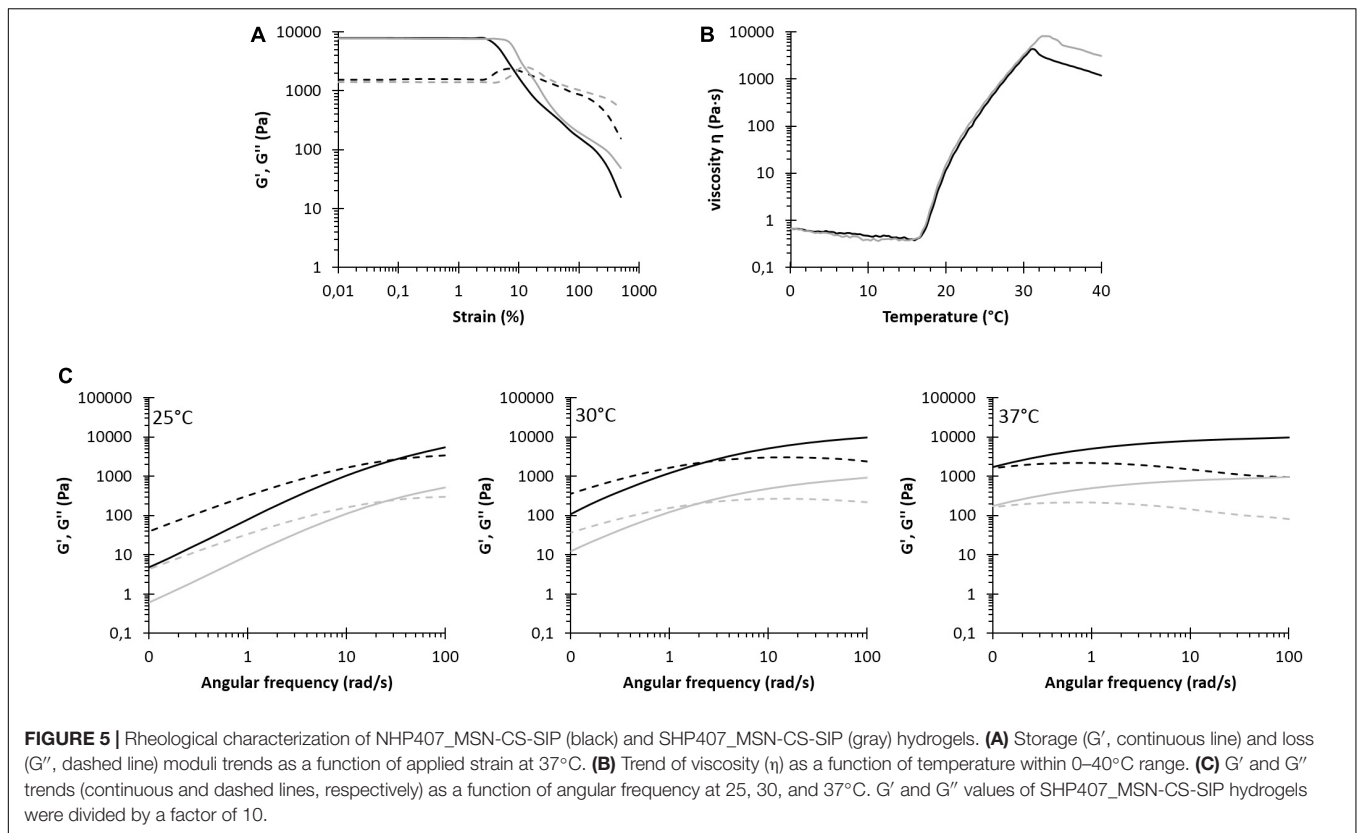 A
10000
1000
100
10
1
G', G'' (Pa)
0,01 0,1 1 10 100 1000
Strain (%)
B
10000
1000
100
10
1
0,1
viscosity η (Pa·s)
0 10 20 30 40
Temperature (°C)
C
25°C
100000
10000
1000
100
10
1
0,1
G', G'' (Pa)
0 1 10 100
Angular frequency (rad/s)
30°C
100000
10000
1000
100
10
1
0,1
G', G'' (Pa)
0 1 10 100
Angular frequency (rad/s)
37°C
100000
10000
1000
100
10
1
0,1
G', G'' (Pa)
0 1 10 100
Angular frequency (rad/s)
FIGURE 5 | Rheological characterization of NHP407_MSN-CS-SIP (black) and SHP407_MSN-CS-SIP (gray) hydrogels. (A) Storage (G′, continuous line) and loss
(G″, dashed line) moduli trends as a function of applied strain at 37°C. (B) Trend of viscosity (η) as a function of temperature within 0–40°C range. (C) G′ and G″
trends (continuous and dashed lines, respectively) as a function of angular frequency at 25, 30, and 37°C. G′ and G″ values of SHP407_MSN-CS-SIP hydrogels
were divided by a factor of 10.